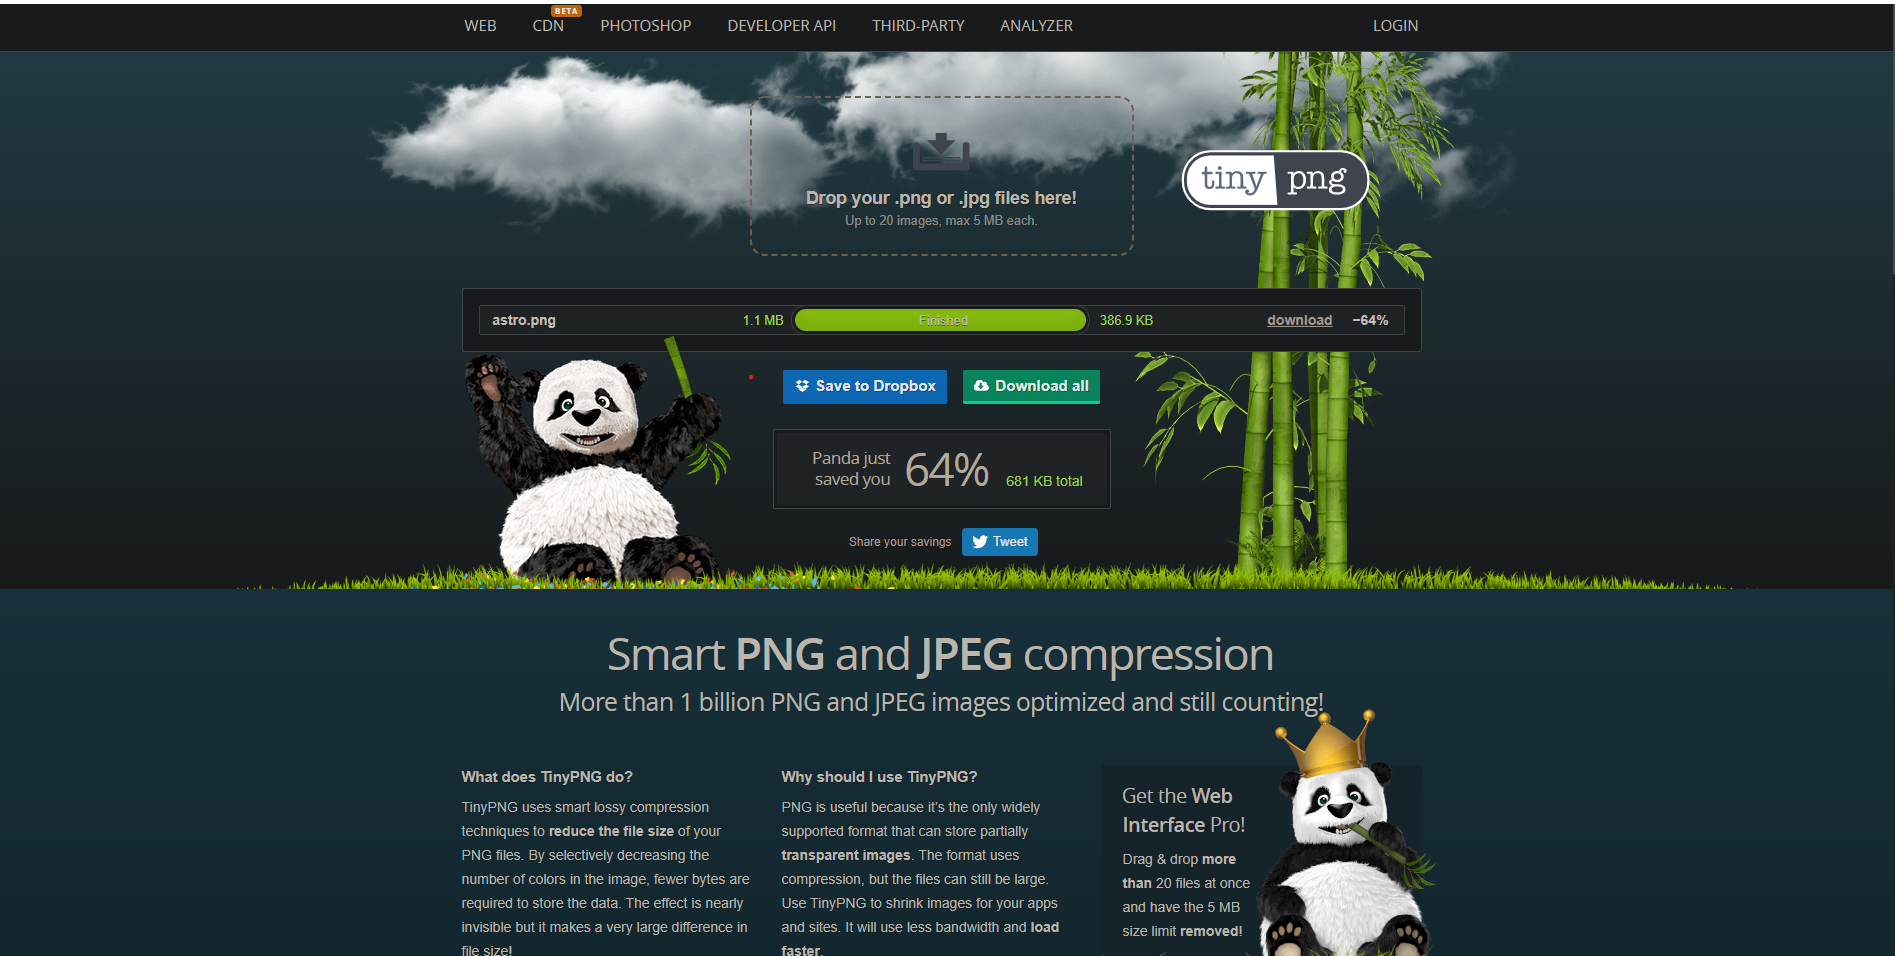 WEB CDN BETA PHOTOSHOP DEVELOPER API THIRD-PARTY ANALYZER LOGIN
Drop your .png or .jpg files here!
Up to 20 images, max 5 MB each.
tiny png
astro.png 1.1 MB Finished 386.9 KB download −64%
Save to Dropbox Download all
Panda just
saved you
64%
681 KB total
Share your savings Tweet
Smart PNG and JPEG compression
More than 1 billion PNG and JPEG images optimized and still counting!
What does TinyPNG do?
TinyPNG uses smart lossy compression
techniques to reduce the file size of your
PNG files. By selectively decreasing the
number of colors in the image, fewer bytes are
required to store the data. The effect is nearly
invisible but it makes a very large difference in
file size!
Why should I use TinyPNG?
PNG is useful because it's the only widely
supported format that can store partially
transparent images. The format uses
compression, but the files can still be large.
Use TinyPNG to shrink images for your apps
and sites. It will use less bandwidth and load
faster.
Get the Web
Interface Pro!
Drag & drop more
than 20 files at once
and have the 5 MB
size limit removed!